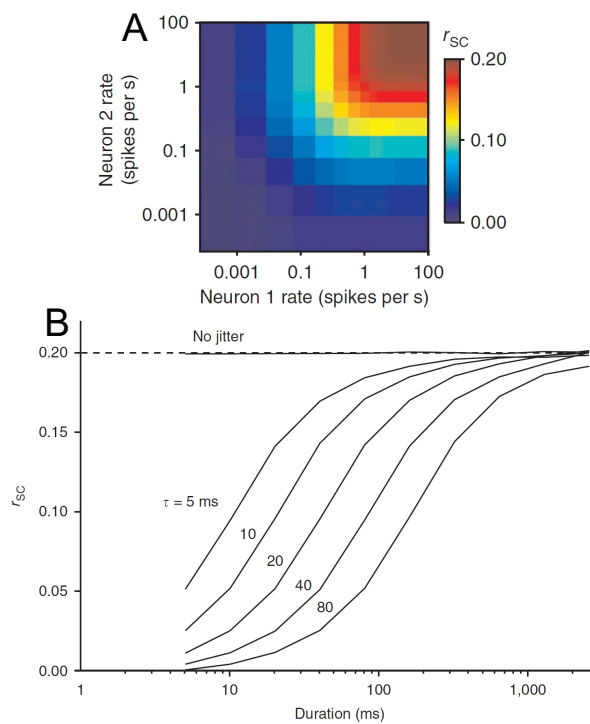 A
100
1
0.1
0.001
Neuron 2 rate
(spikes per s)
0.001
0.1
1
100
Neuron 1 rate (spikes per s)
rSC
0.20
0.10
0.00
B
No jitter
0.20
0.15
0.10
0.05
0.00
rSC
τ = 5 ms
10
20
40
80
1
10
100
1,000
Duration (ms)